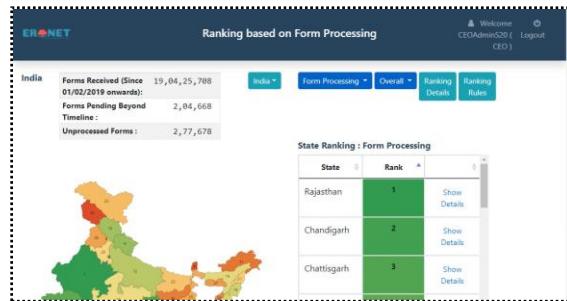 ERONET
Ranking based on Form Processing
Welcome
CEOAdminS20 (
CEO )
Logout
India
Forms Received (Since 01/02/2019 onwards): 19,04,25,708
Forms Pending Beyond Timeline : 2,04,668
Unprocessed Forms : 2,77,678
India
Form Processing
Overall
Ranking Details
Ranking Rules
State Ranking : Form Processing
State Rank
Rajasthan 1 Show Details
Chandigarh 2 Show Details
Chattisgarh 3 Show Details